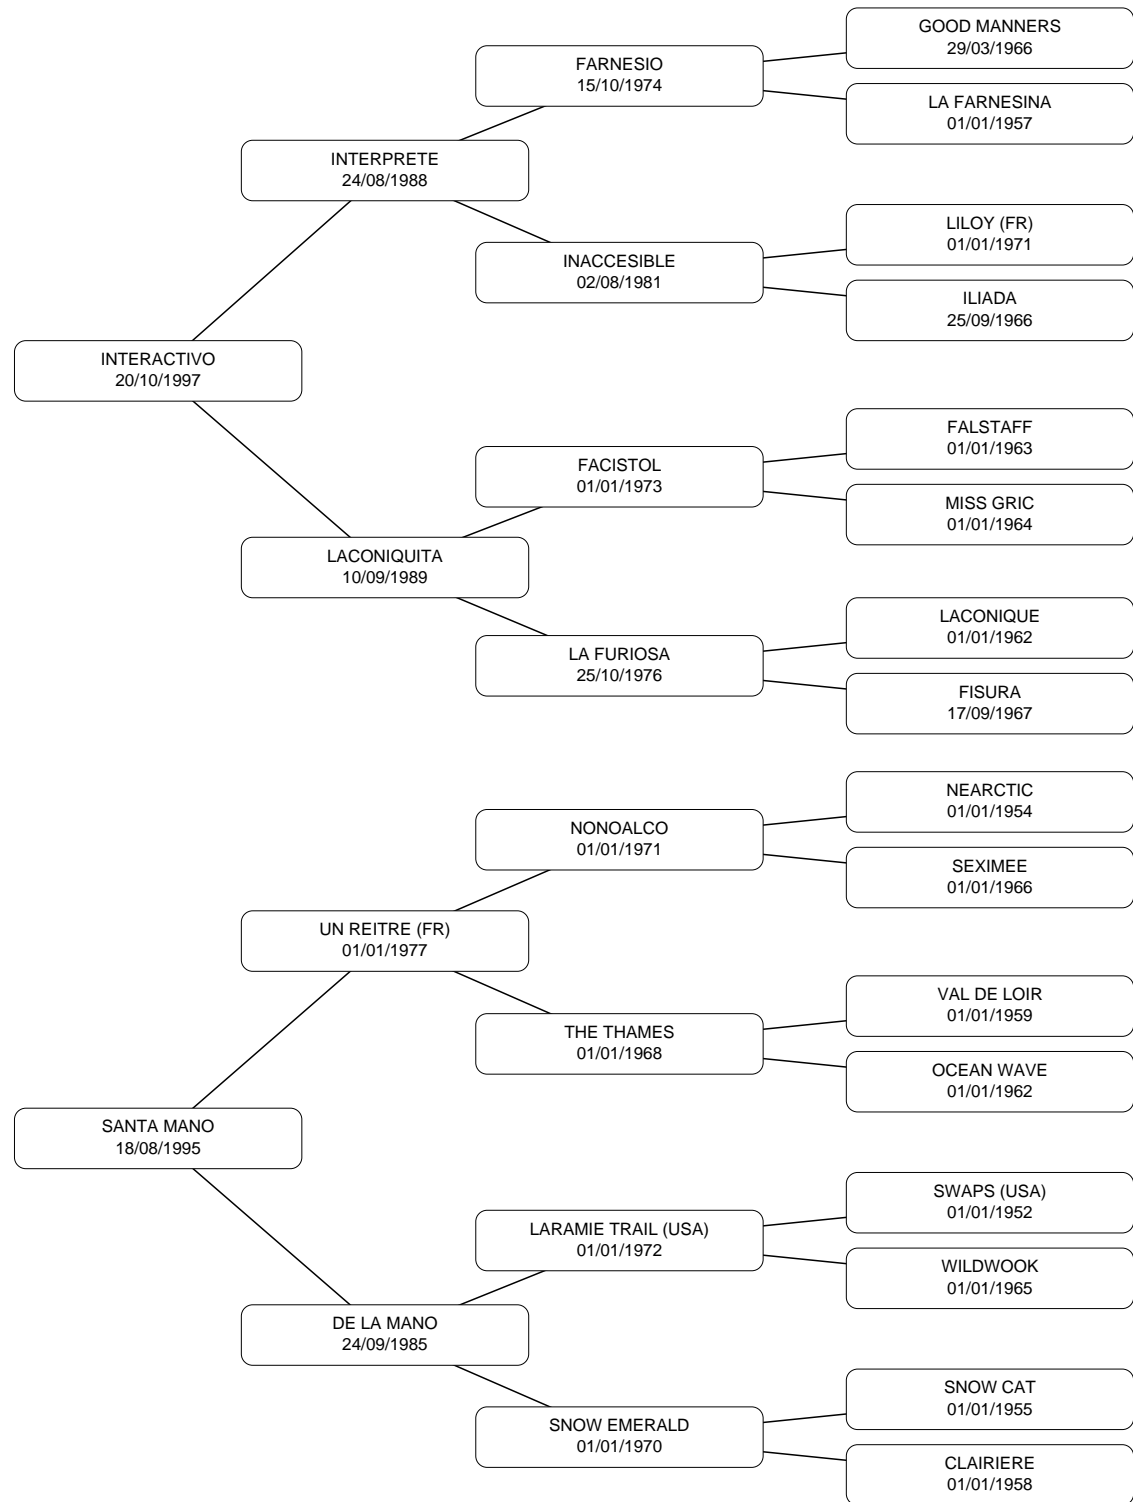 GOOD MANNERS
29/03/1966
FARNESIO
15/10/1974
LA FARNESINA
01/01/1957
INTERPRETE
24/08/1988
LILOY (FR)
01/01/1971
INACCESIBLE
02/08/1981
ILIADA
25/09/1966
INTERACTIVO
20/10/1997
FALSTAFF
01/01/1963
FACISTOL
01/01/1973
MISS GRIC
01/01/1964
LACONIQUITA
10/09/1989
LACONIQUE
01/01/1962
LA FURIOSA
25/10/1976
FISURA
17/09/1967
NEARCTIC
01/01/1954
NONOALCO
01/01/1971
SEXIMEE
01/01/1966
UN REITRE (FR)
01/01/1977
VAL DE LOIR
01/01/1959
THE THAMES
01/01/1968
OCEAN WAVE
01/01/1962
SANTA MANO
18/08/1995
SWAPS (USA)
01/01/1952
LARAMIE TRAIL (USA)
01/01/1972
WILDWOOK
01/01/1965
DE LA MANO
24/09/1985
SNOW CAT
01/01/1955
SNOW EMERALD
01/01/1970
CLAIRIERE
01/01/1958